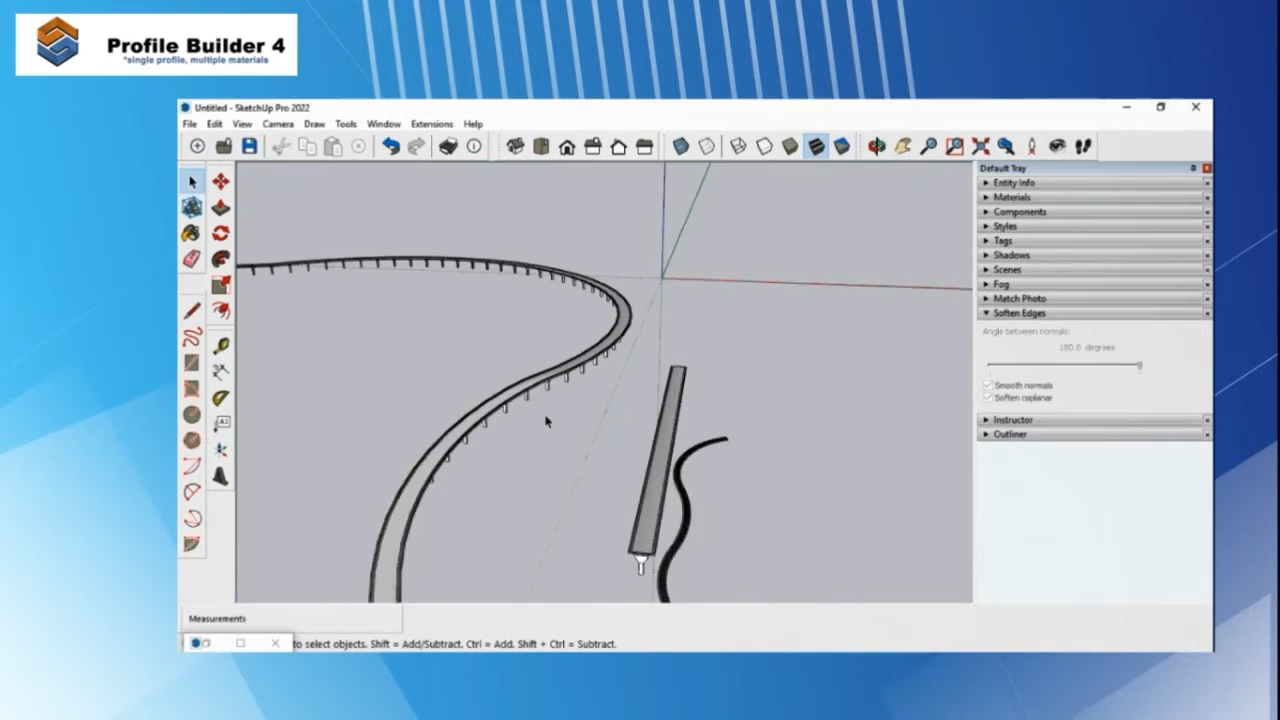 Profile Builder 4
*single profile, multiple materials
Untitled - SketchUp Pro 2022
File Edit View Camera Draw Tools Window Extensions Help
Default Tray
Entity Info
Materials
Components
Styles
Tags
Shadows
Scenes
Fog
Match Photo
Soften Edges
Angle between normals:
180.0 degrees
Smooth normals
Soften coplanar
Instructor
Outliner
A1
Measurements
to select objects. Shift = Add/Subtract. Ctrl = Add. Shift + Ctrl = Subtract.